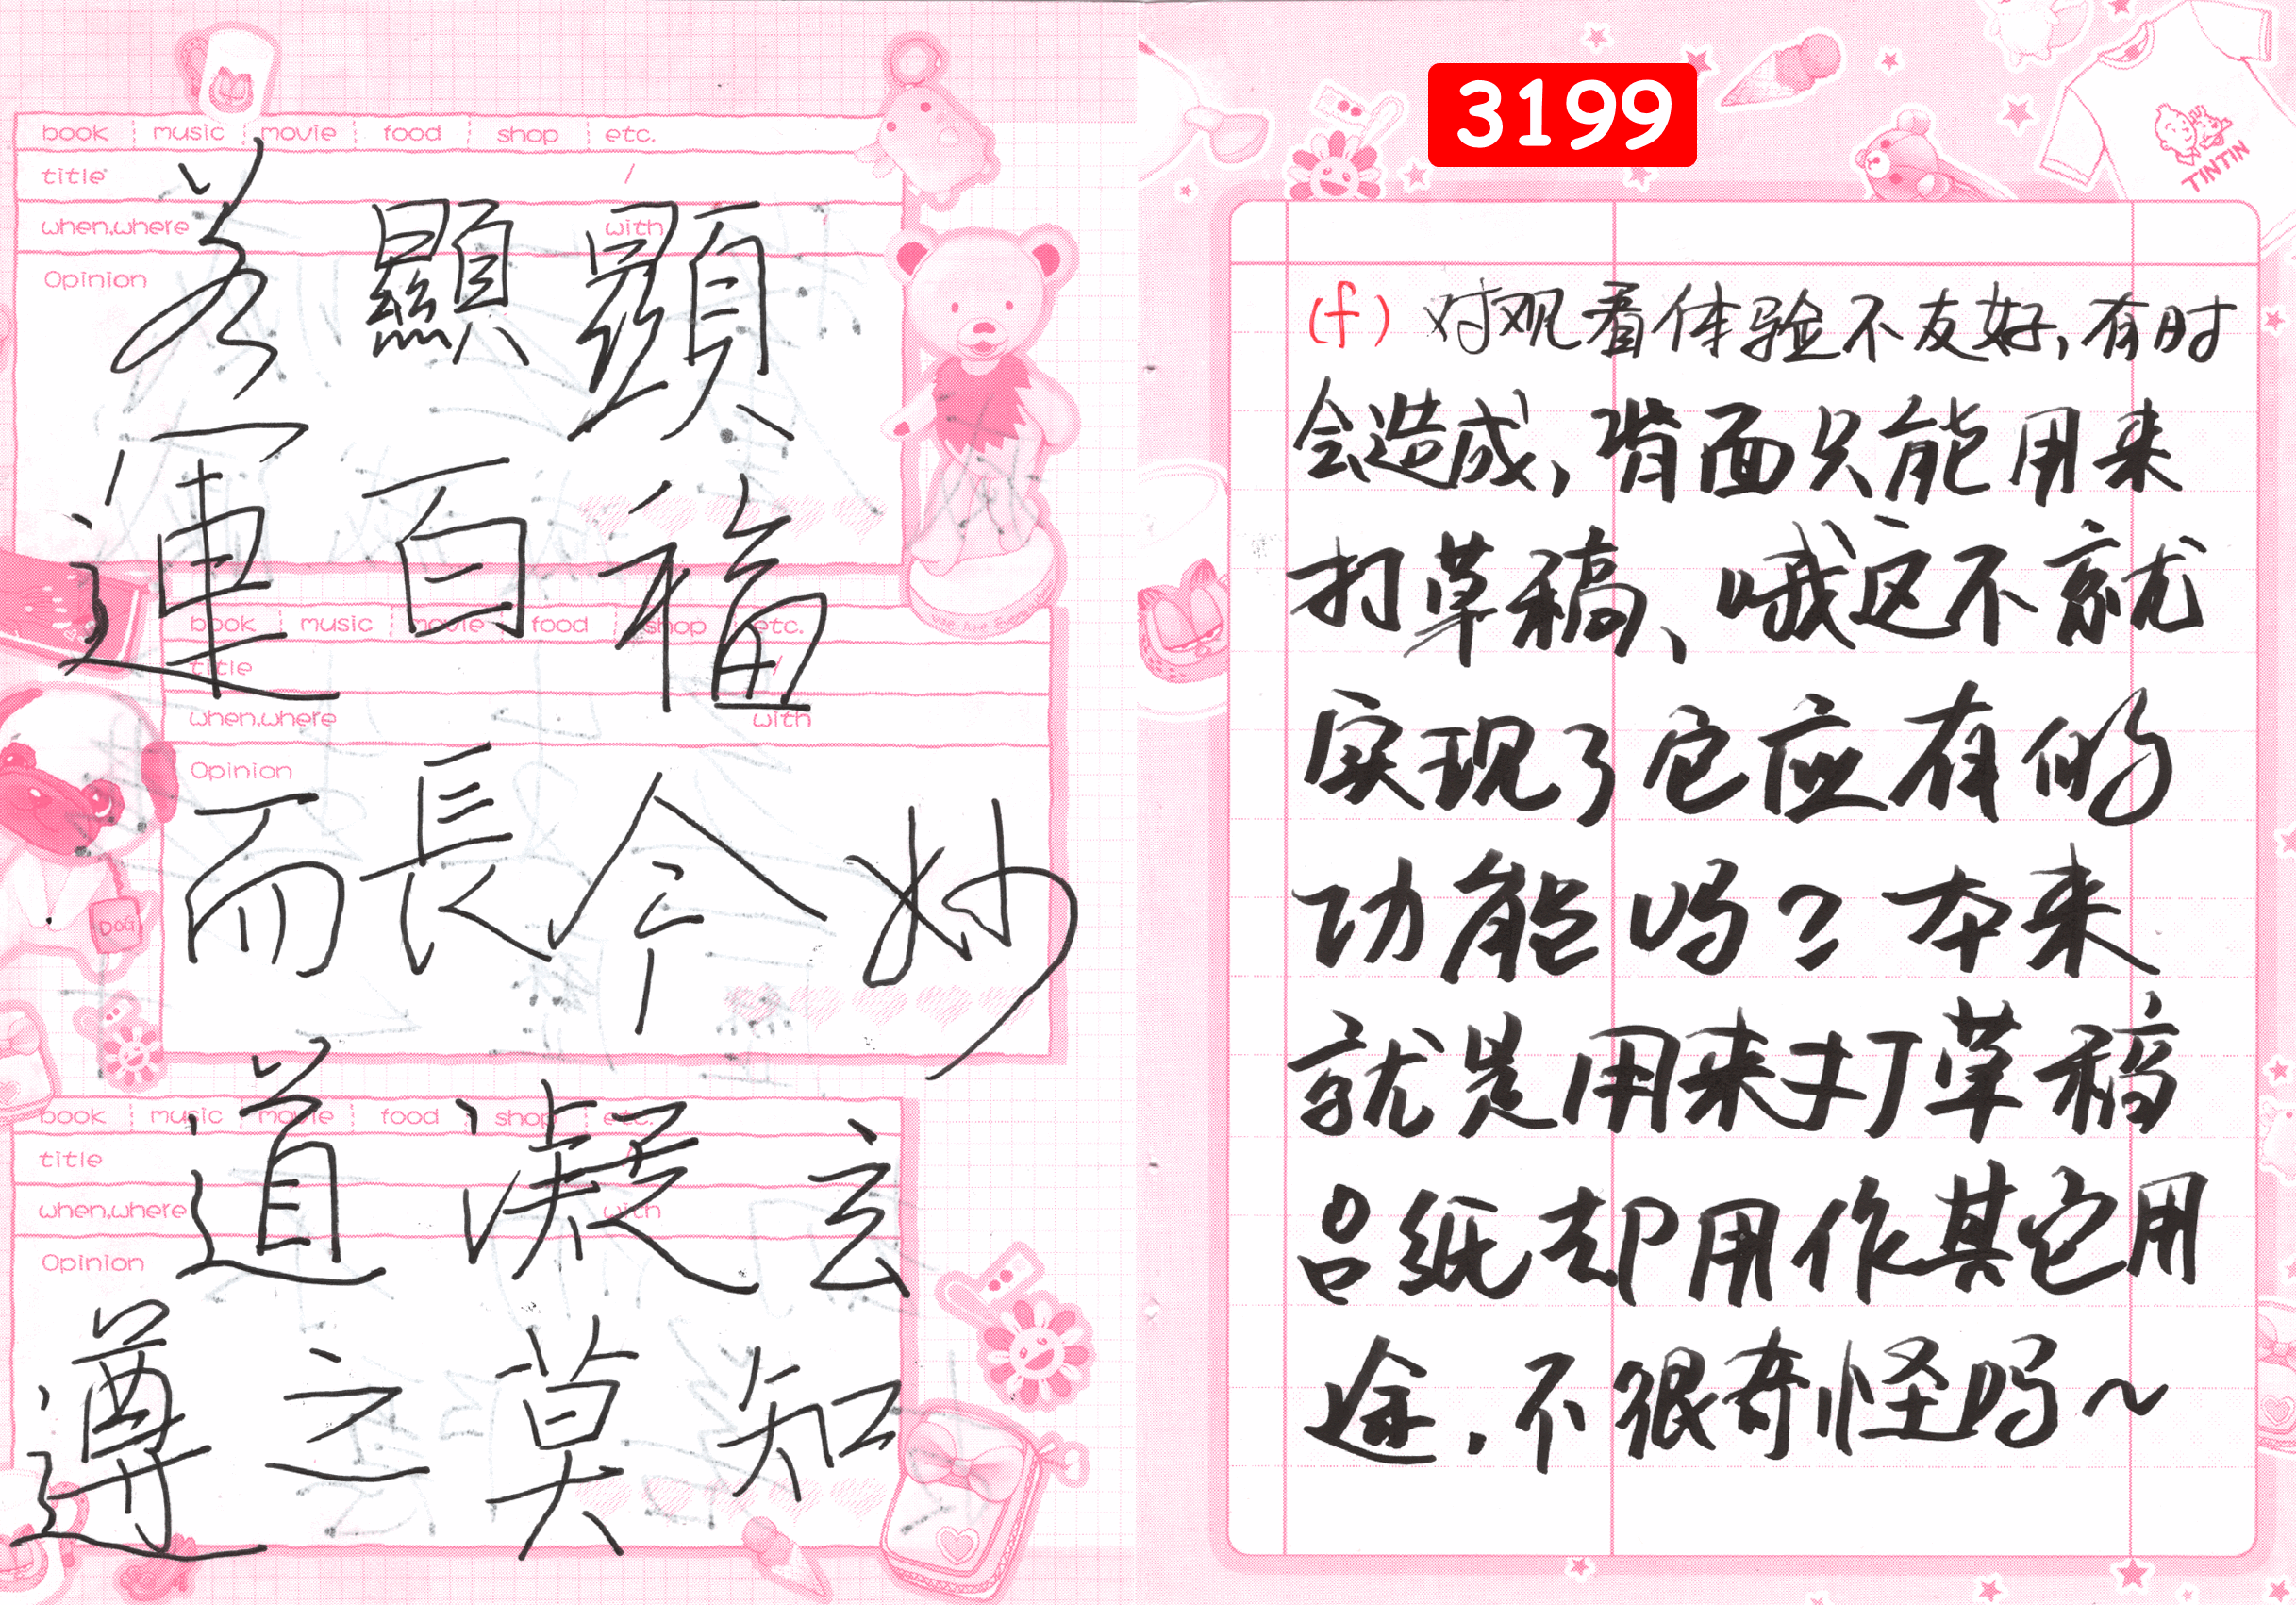 book music movie food shop etc.
title /
when,where with
Opinion
若顯顕
運百福
book music movie food shop etc.
title /
when,where with
Opinion
而長今妙
DOG
book music movie food shop etc.
title /
when,where with
Opinion
道凝玄
遵之莫知
3199
TINTIN
(f) 对观看体验不友好,有时
会造成,背面只能用来
打草稿、哦这不就
实现了它应有的
功能吗?本来
就是用来打草稿
吕纸却用作其它用
途.不很奇怪吗~